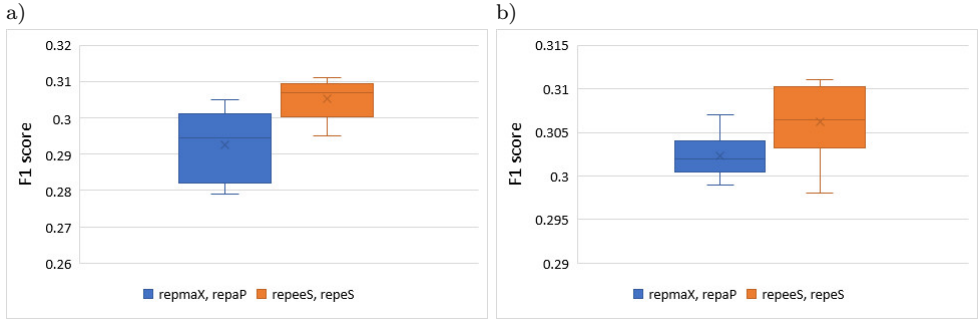 a)
0.32
0.31
0.3
0.29
0.28
0.27
0.26
F1 score
repmaX, repaP repeeS, repeS
b)
0.315
0.31
0.305
0.3
0.295
0.29
F1 score
repmaX, repaP repeeS, repeS